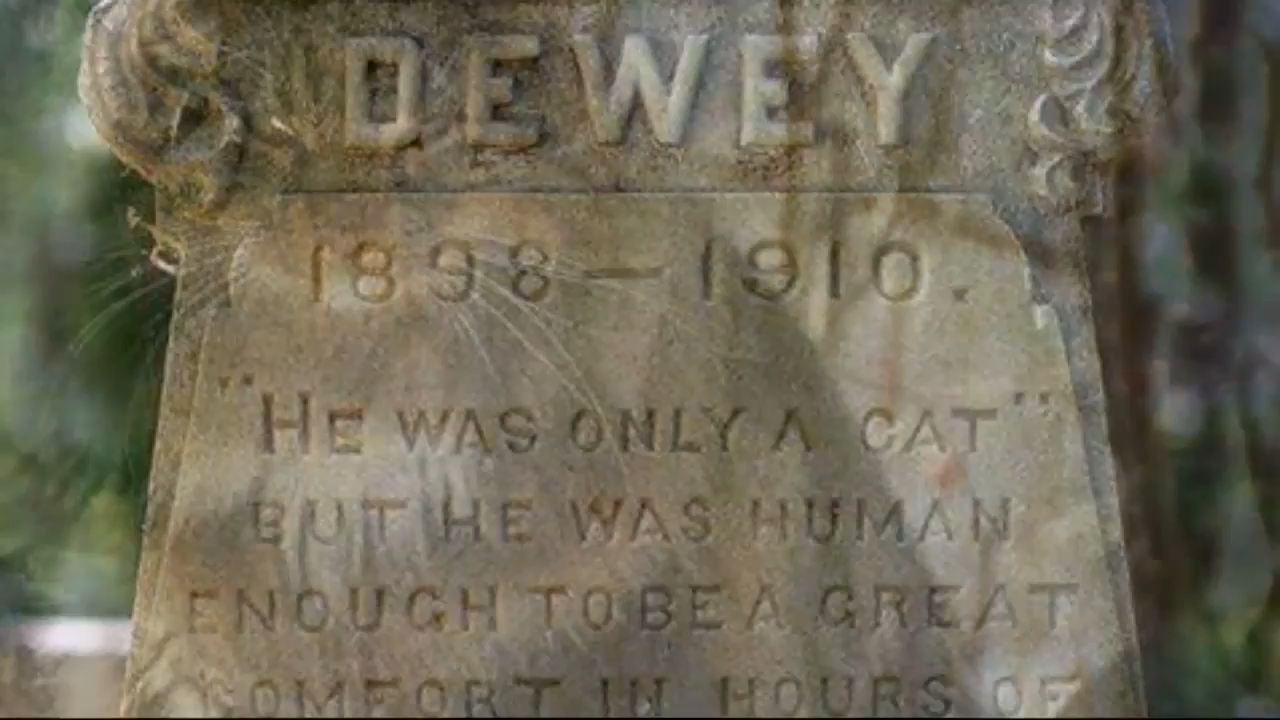 DEWEY
1898 — 1910.
"HE WAS ONLY A CAT"
BUT HE WAS HUMAN
ENOUGH TO BE A GREAT
COMFORT IN HOURS OF